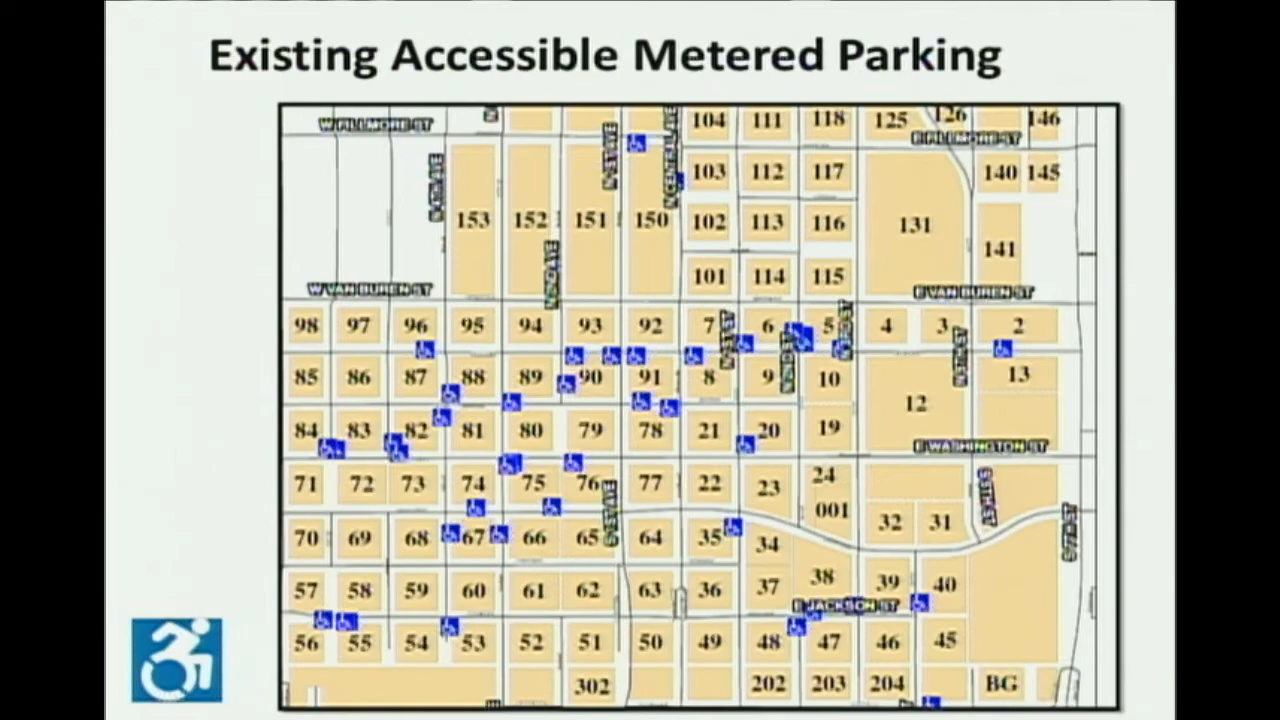 Existing Accessible Metered Parking
104 111 118 125 126 146
W FILLMORE ST
E FILLMORE ST
103 112 117 140 145
153 152 151 150 102 113 116 131
141
101 114 115
W VAN BUREN ST
E VAN BUREN ST
98 97 96 95 94 93 92 7 6 5 4 3 2
85 86 87 88 89 90 91 8 9 10 13
12
84 83 82 81 80 79 78 21 20 19
E WASHINGTON ST
71 72 73 74 75 76 77 22 23 24
001 32 31
70 69 68 67 66 65 64 35 34
57 58 59 60 61 62 63 36 37 38 39 40
E JACKSON ST
56 55 54 53 52 51 50 49 48 47 46 45
302 202 203 204 BG